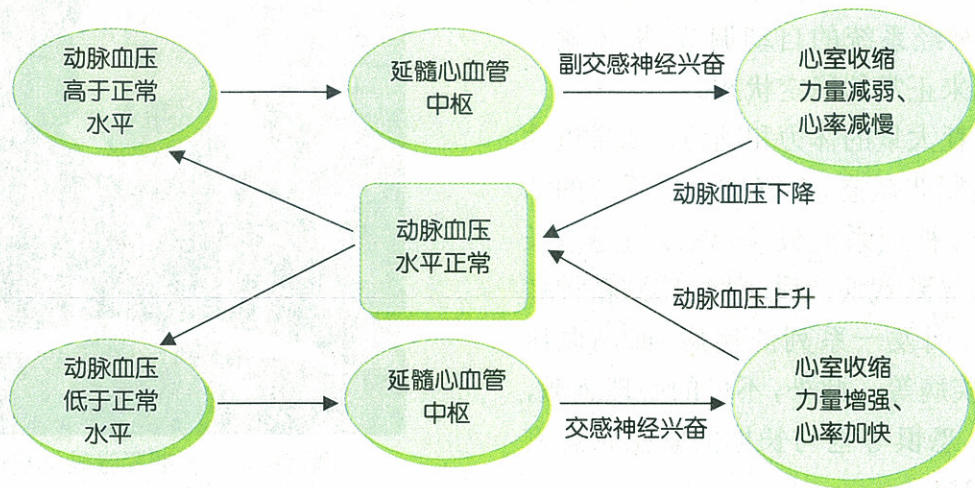 动脉血压
高于正常
水平
延髓心血管
中枢
副交感神经兴奋
心室收缩
力量减弱、
心率减慢
动脉血压下降
动脉血压
水平正常
动脉血压上升
动脉血压
低于正常
水平
延髓心血管
中枢
交感神经兴奋
心室收缩
力量增强、
心率加快